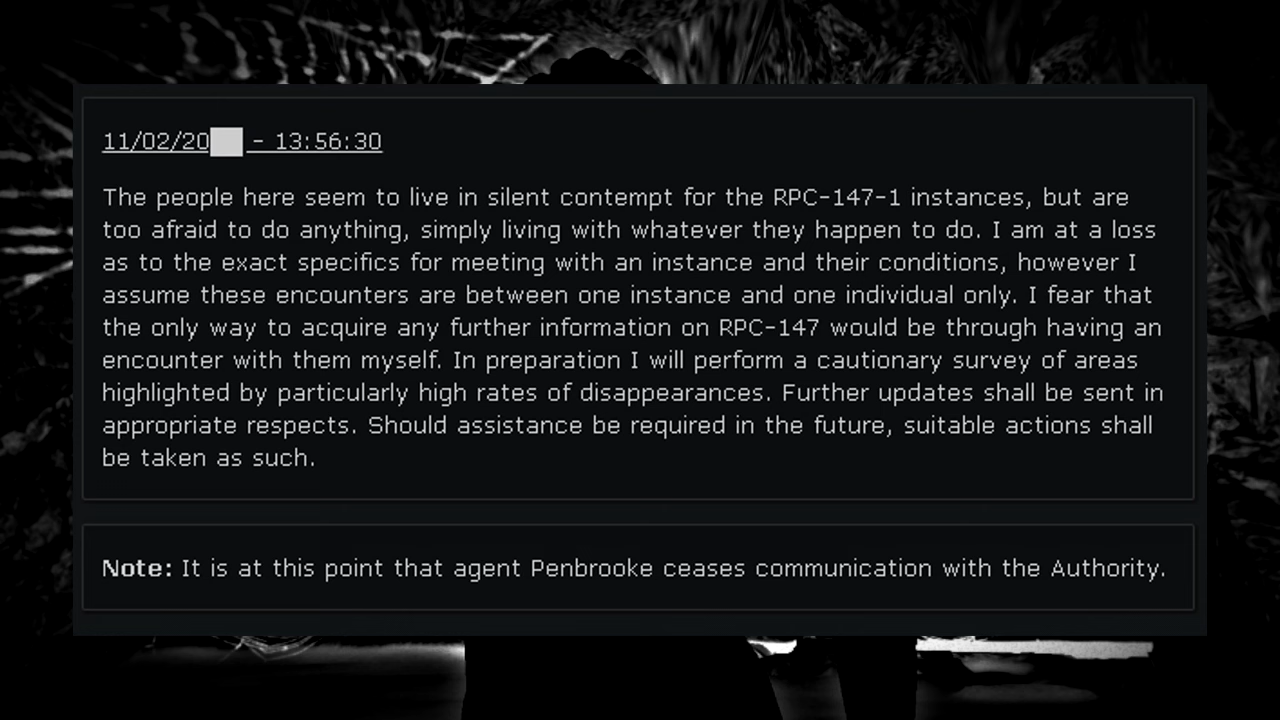 11/02/20██ - 13:56:30
The people here seem to live in silent contempt for the RPC-147-1 instances, but are
too afraid to do anything, simply living with whatever they happen to do. I am at a loss
as to the exact specifics for meeting with an instance and their conditions, however I
assume these encounters are between one instance and one individual only. I fear that
the only way to acquire any further information on RPC-147 would be through having an
encounter with them myself. In preparation I will perform a cautionary survey of areas
highlighted by particularly high rates of disappearances. Further updates shall be sent in
appropriate respects. Should assistance be required in the future, suitable actions shall
be taken as such.
Note: It is at this point that agent Penbrooke ceases communication with the Authority.